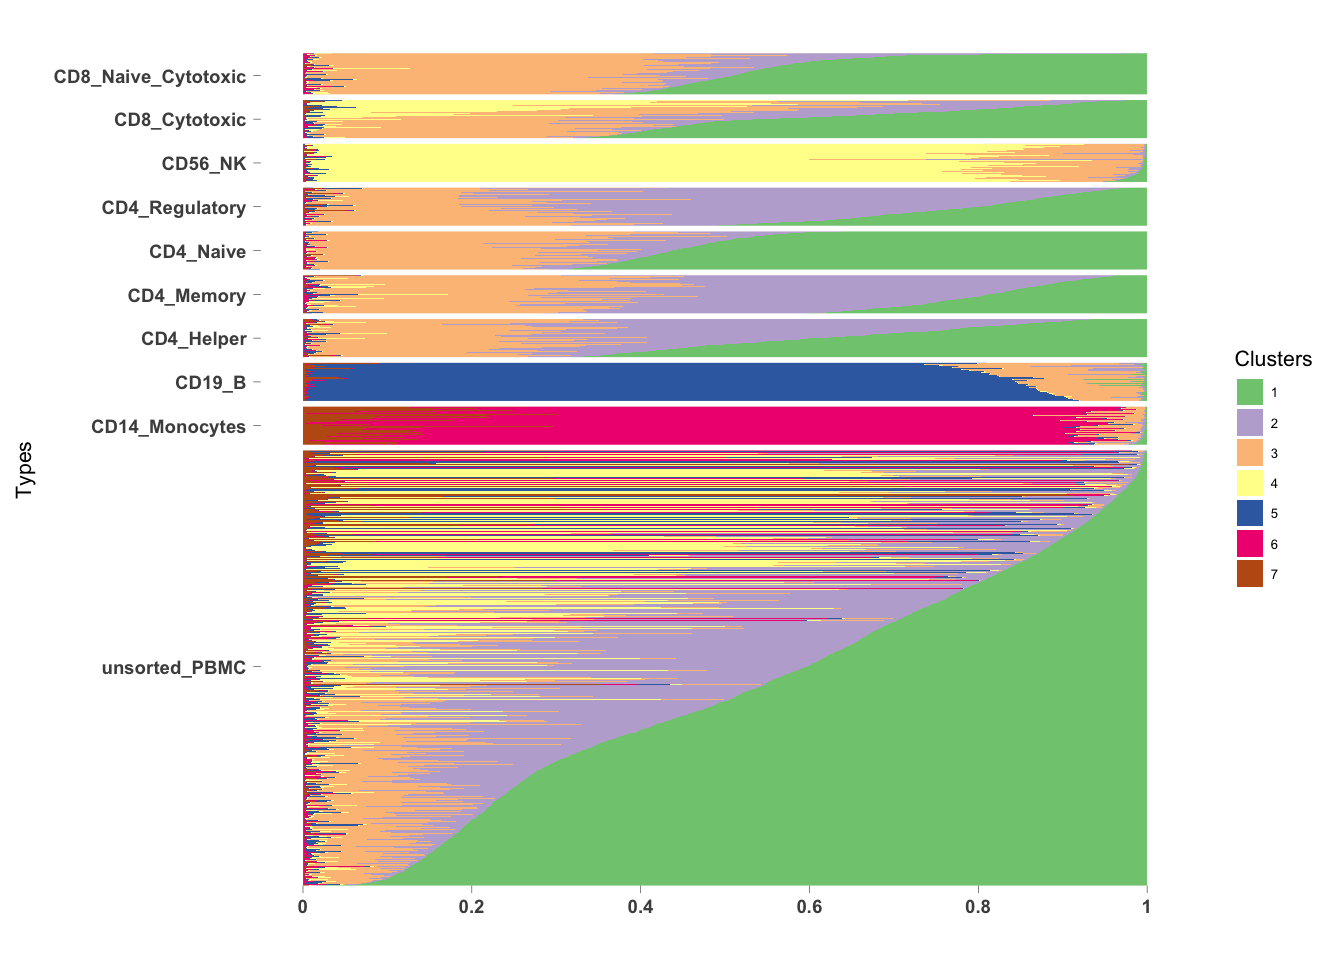 CD8_Naive_Cytotoxic
CD8_Cytotoxic
CD56_NK
CD4_Regulatory
CD4_Naive
CD4_Memory
CD4_Helper
CD19_B
CD14_Monocytes
unsorted_PBMC
Types
0 0.2 0.4 0.6 0.8 1
Clusters
1
2
3
4
5
6
7